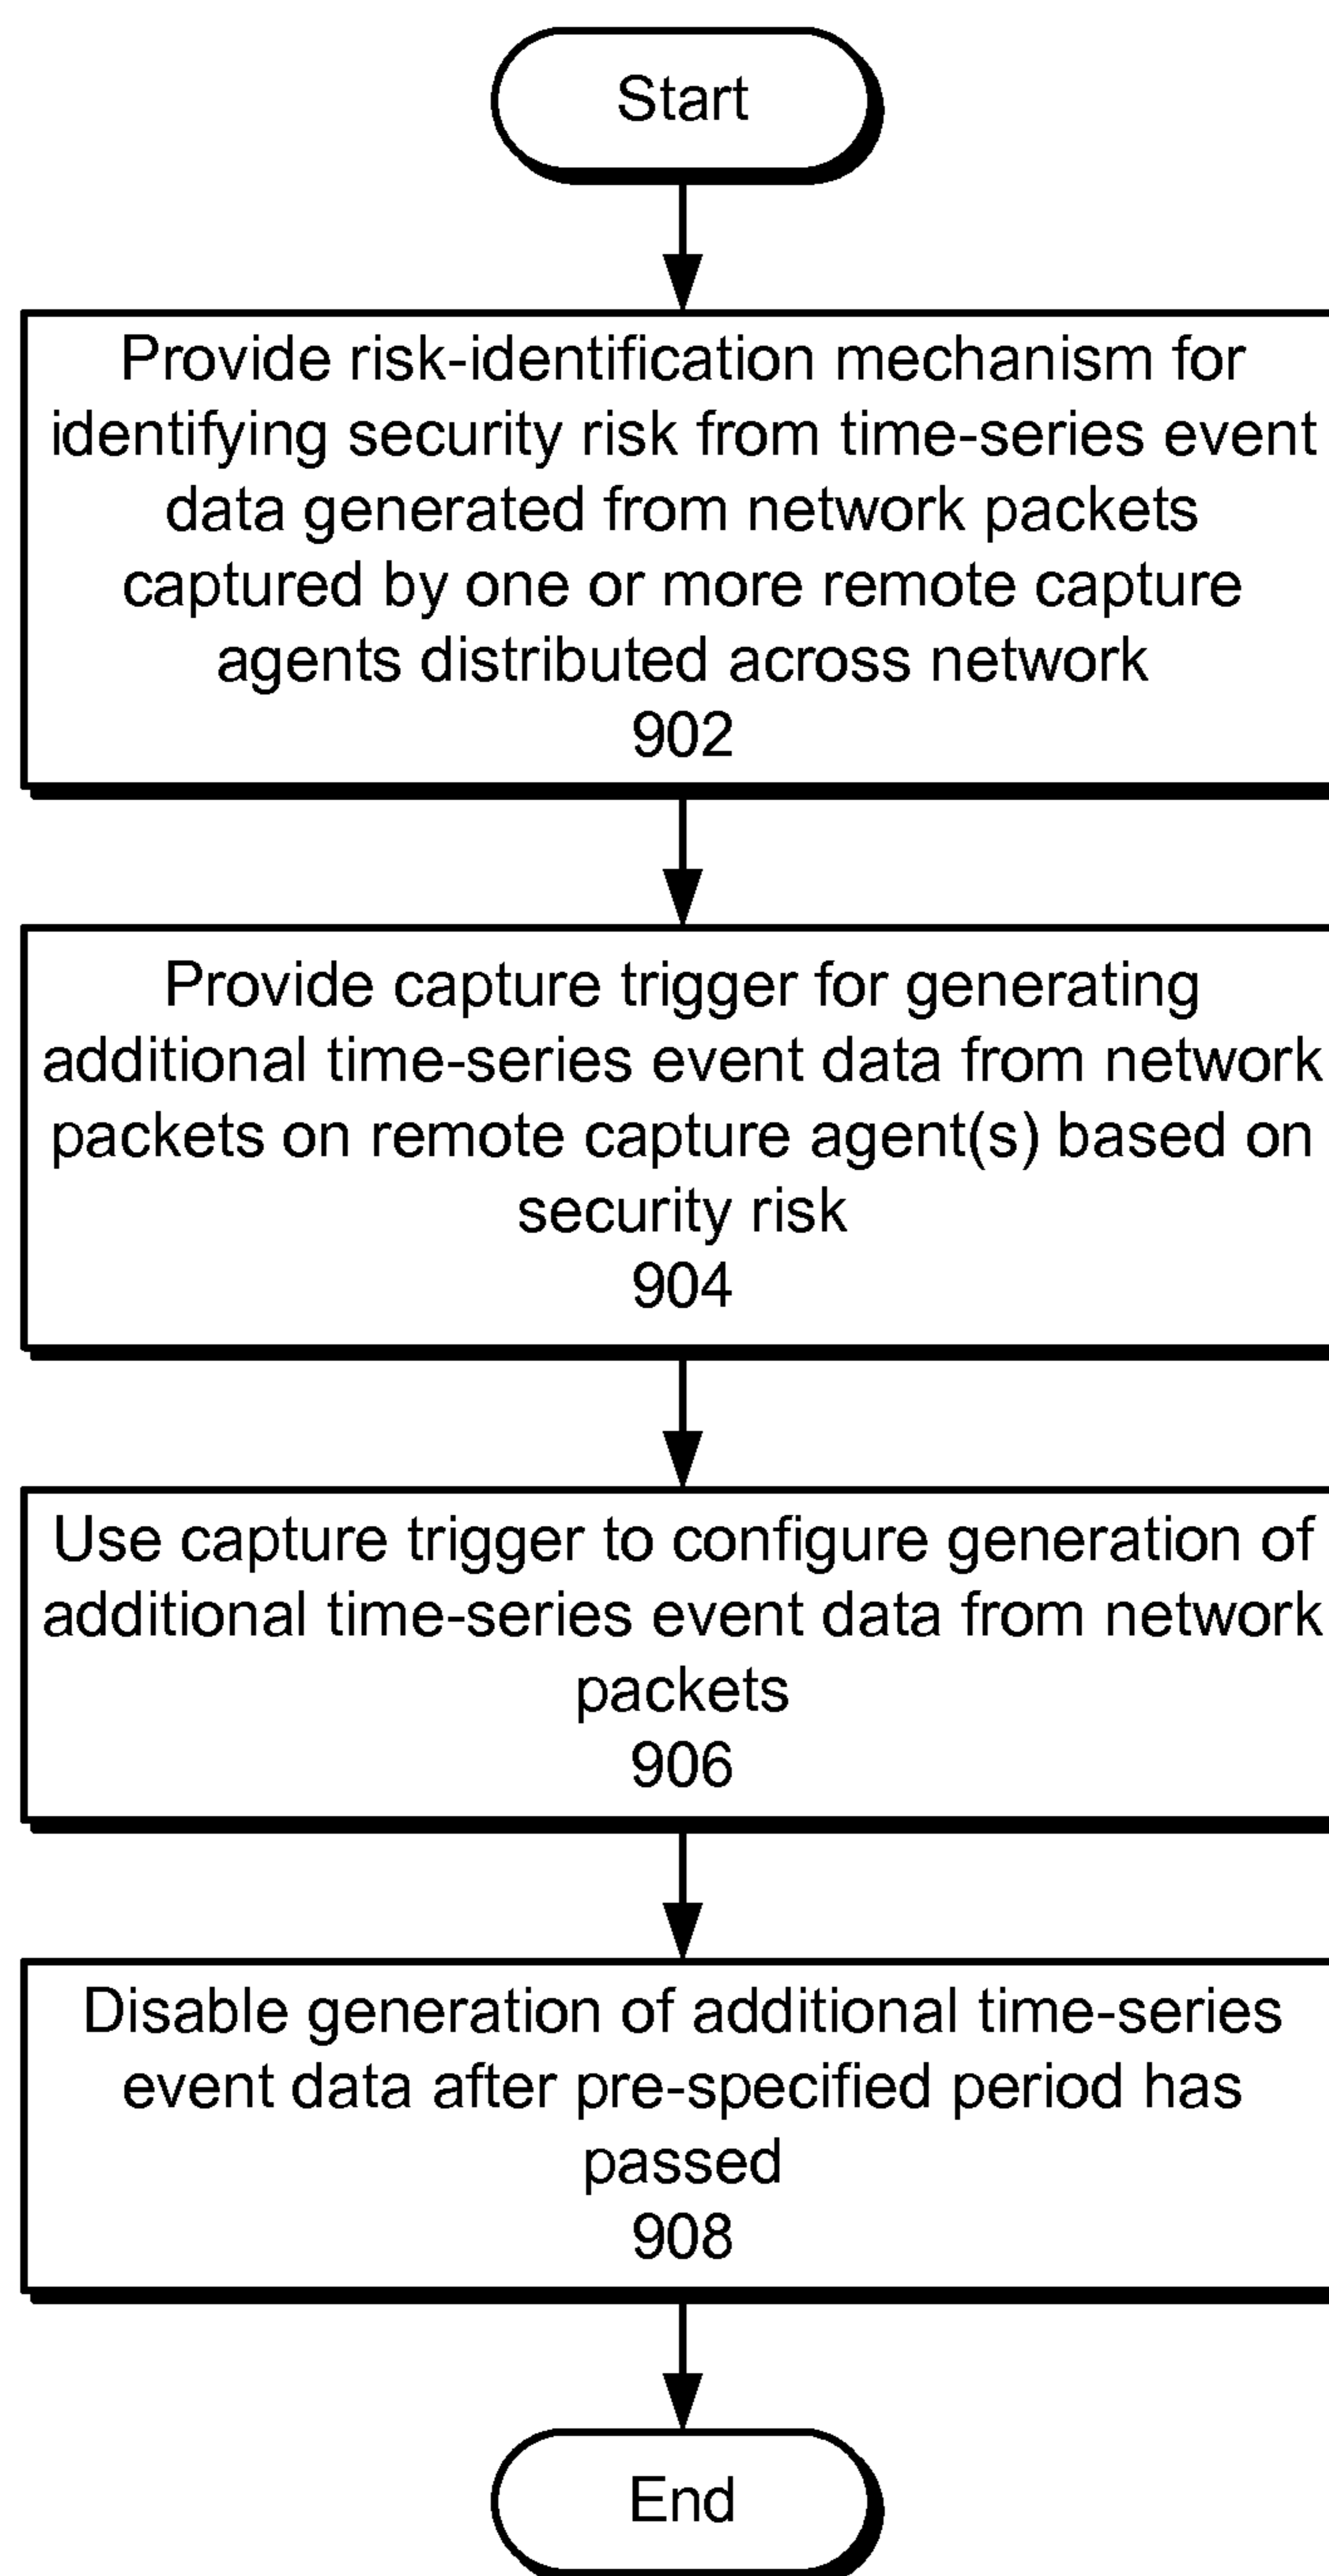 Start
Provide risk-identification mechanism for
identifying security risk from time-series event
data generated from network packets
captured by one or more remote capture
agents distributed across network
902
Provide capture trigger for generating
additional time-series event data from network
packets on remote capture agent(s) based on
security risk
904
Use capture trigger to configure generation of
additional time-series event data from network
packets
906
Disable generation of additional time-series
event data after pre-specified period has
passed
908
End